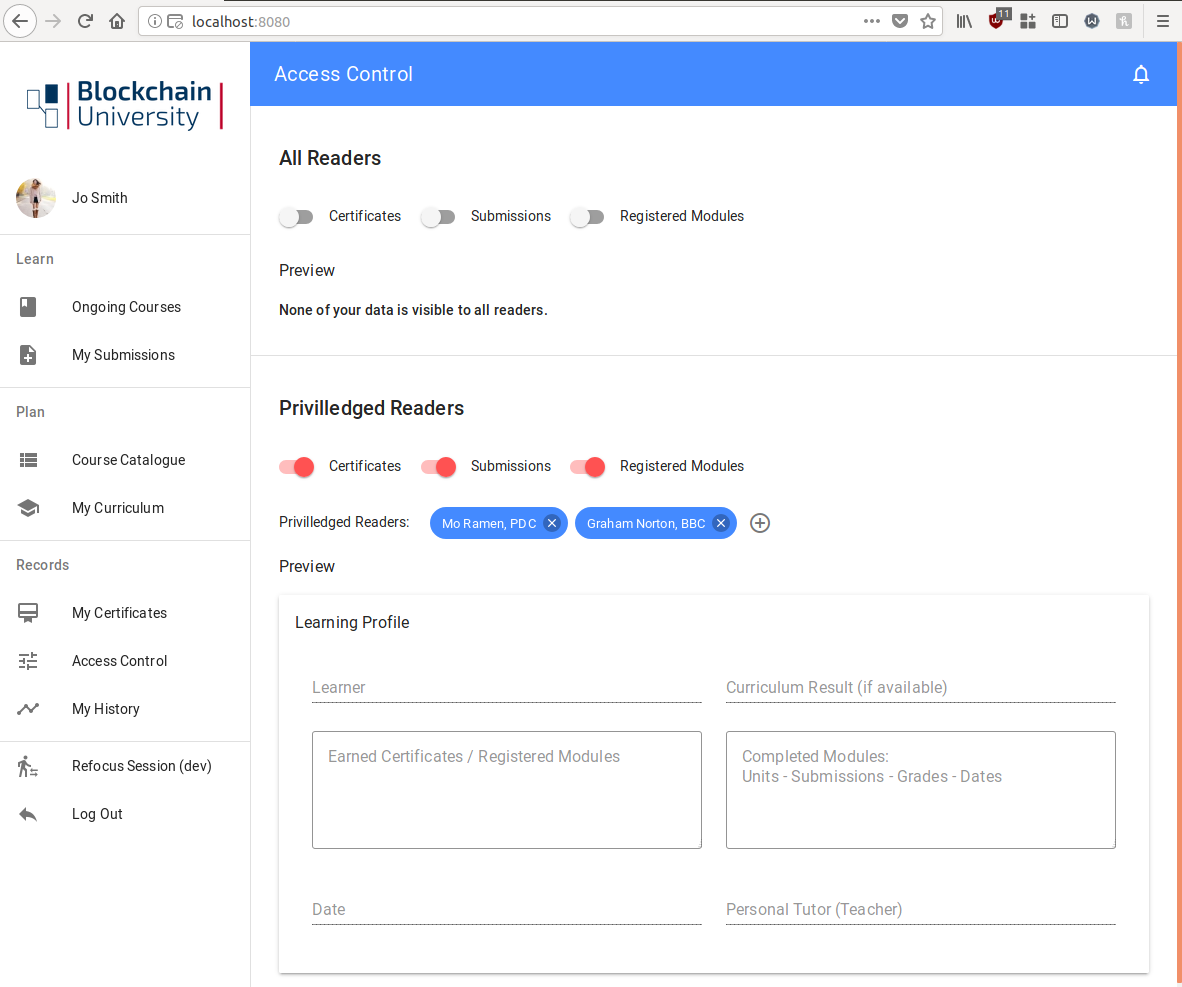 localhost:8080
11
Blockchain
University
Jo Smith
Learn
Ongoing Courses
My Submissions
Plan
Course Catalogue
My Curriculum
Records
My Certificates
Access Control
My History
Refocus Session (dev)
Log Out
Access Control
All Readers
Certificates Submissions Registered Modules
Preview
None of your data is visible to all readers.
Privilledged Readers
Certificates Submissions Registered Modules
Privilledged Readers: Mo Ramen, PDC Graham Norton, BBC
Preview
Learning Profile
Learner Curriculum Result (if available)
Earned Certificates / Registered Modules
Completed Modules:
Units - Submissions - Grades - Dates
Date Personal Tutor (Teacher)